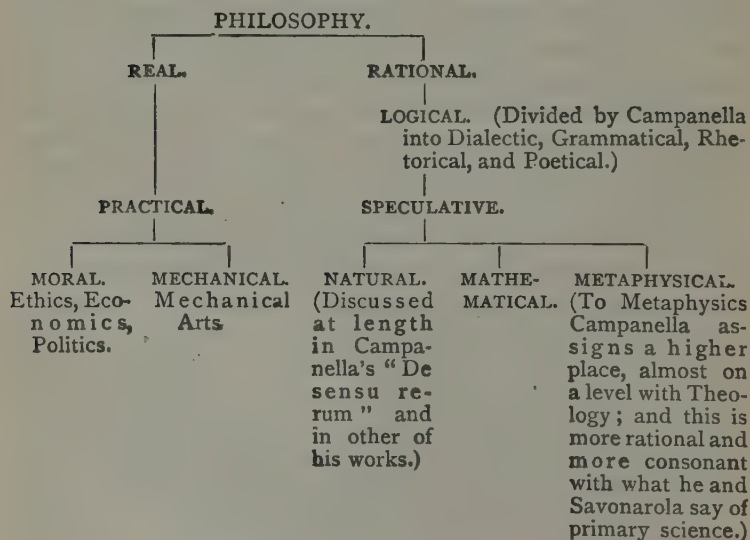 PHILOSOPHY.
REAL.
RATIONAL.
LOGICAL. (Divided by Campanella
into Dialectic, Grammatical, Rhe-
torical, and Poetical.)
PRACTICAL.
SPECULATIVE.
MORAL.
Ethics, Eco-
nomics,
Politics.
MECHANICAL.
Mechanical
Arts.
NATURAL.
(Discussed
at length
in Campa-
nella's "De
sensu re-
rum" and
in other of
his works.)
MATHE-
MATICAL.
METAPHYSICAL.
(To Metaphysics
Campanella as-
signs a higher
place, almost on
a level with Theo-
logy; and this is
more rational and
more consonant
with what he and
Savonarola say of
primary science.)